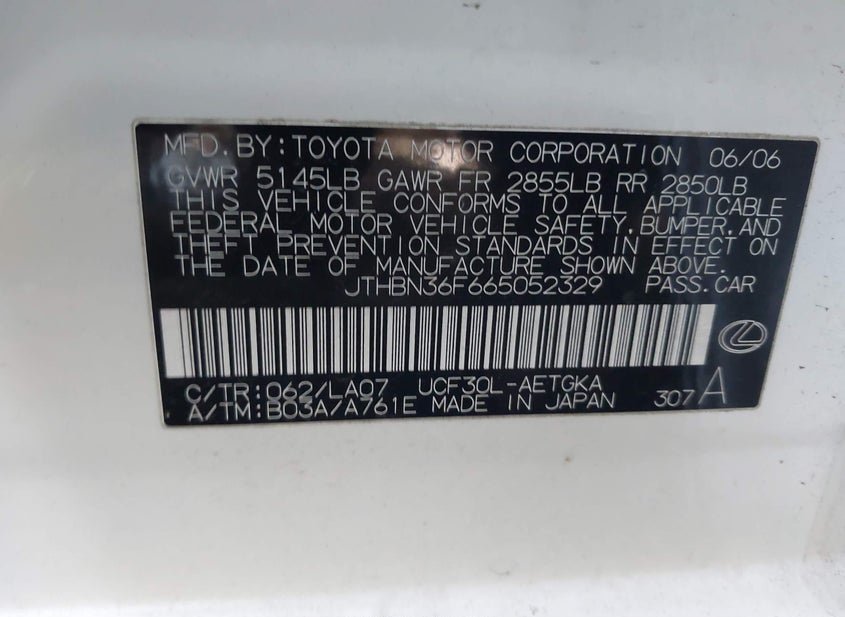 MFD. BY: TOYOTA MOTOR CORPORATION 06/06
GVWR 5145LB GAWR FR 2855LB RR 2850LB
THIS VEHICLE CONFORMS TO ALL APPLICABLE
FEDERAL MOTOR VEHICLE SAFETY, BUMPER, AND
THEFT PREVENTION STANDARDS IN EFFECT ON
THE DATE OF MANUFACTURE SHOWN ABOVE.
JTHBN36F665052329 PASS.CAR
C/TR:062/LA07 UCF30L-AETGKA
A/TM:B03A/A761E MADE IN JAPAN 307 A